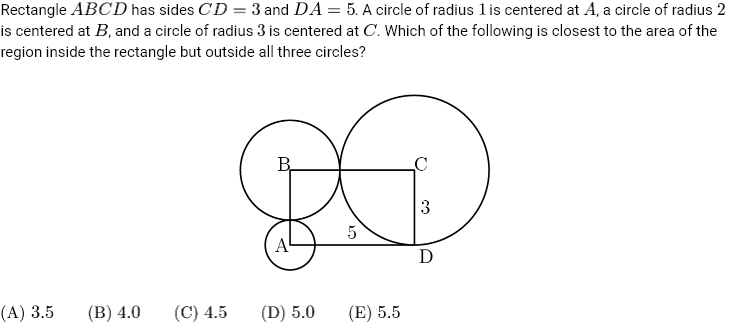 Rectangle ABCD has sides CD = 3 and DA = 5. A circle of radius 1 is centered at A, a circle of radius 2
is centered at B, and a circle of radius 3 is centered at C. Which of the following is closest to the area of the
region inside the rectangle but outside all three circles?
B C
3
5
A
D
(A) 3.5 (B) 4.0 (C) 4.5 (D) 5.0 (E) 5.5